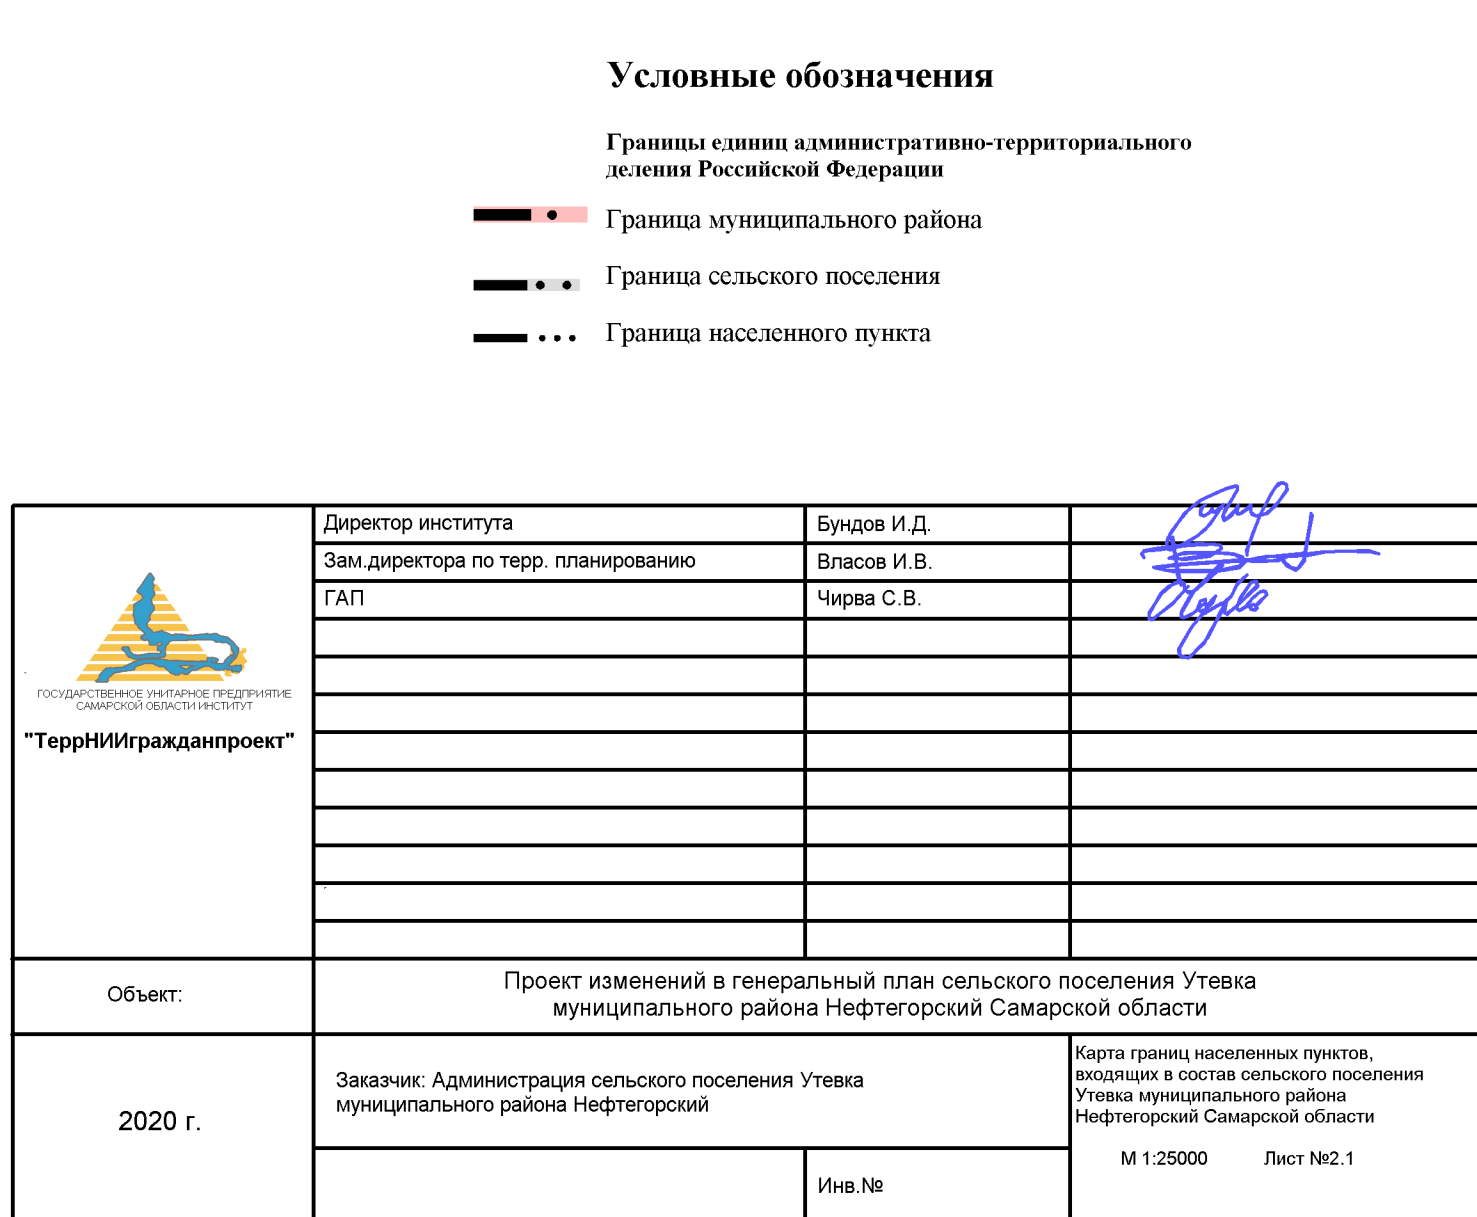 Условные обозначения
Границы единиц административно-территориального
деления Российской Федерации
Граница муниципального района
Граница сельского поселения
Граница населенного пункта
Директор института
Бундов И.Д.
Зам.директора по терр. планированию
Власов И.В.
ГАП
Чирва С.В.
ГОСУДАРСТВЕННОЕ УНИТАРНОЕ ПРЕДПРИЯТИЕ
САМАРСКОЙ ОБЛАСТИ ИНСТИТУТ
"ТеррНИИгражданпроект"
Объект:
Проект изменений в генеральный план сельского поселения Утевка
муниципального района Нефтегорский Самарской области
2020 г.
Заказчик: Администрация сельского поселения Утевка
муниципального района Нефтегорский
Карта границ населенных пунктов,
входящих в состав сельского поселения
Утевка муниципального района
Нефтегорский Самарской области
М 1:25000 Лист №2.1
Инв.№